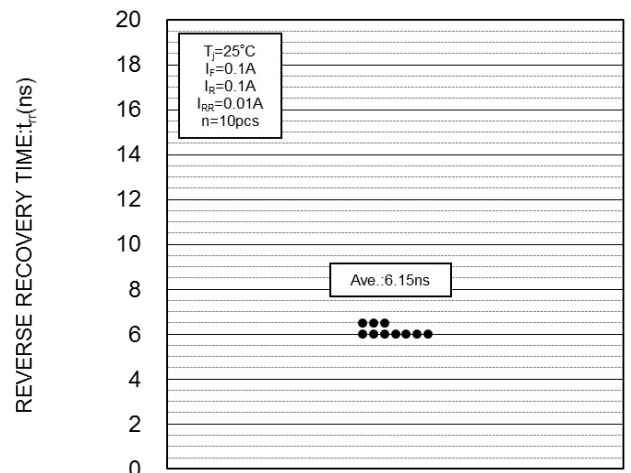 REVERSE RECOVERY TIME:trr(ns)
20
18
16
14
12
10
8
6
4
2
0
Tj=25°C
IF=0.1A
IR=0.1A
IRR=0.01A
n=10pcs
Ave.:6.15ns